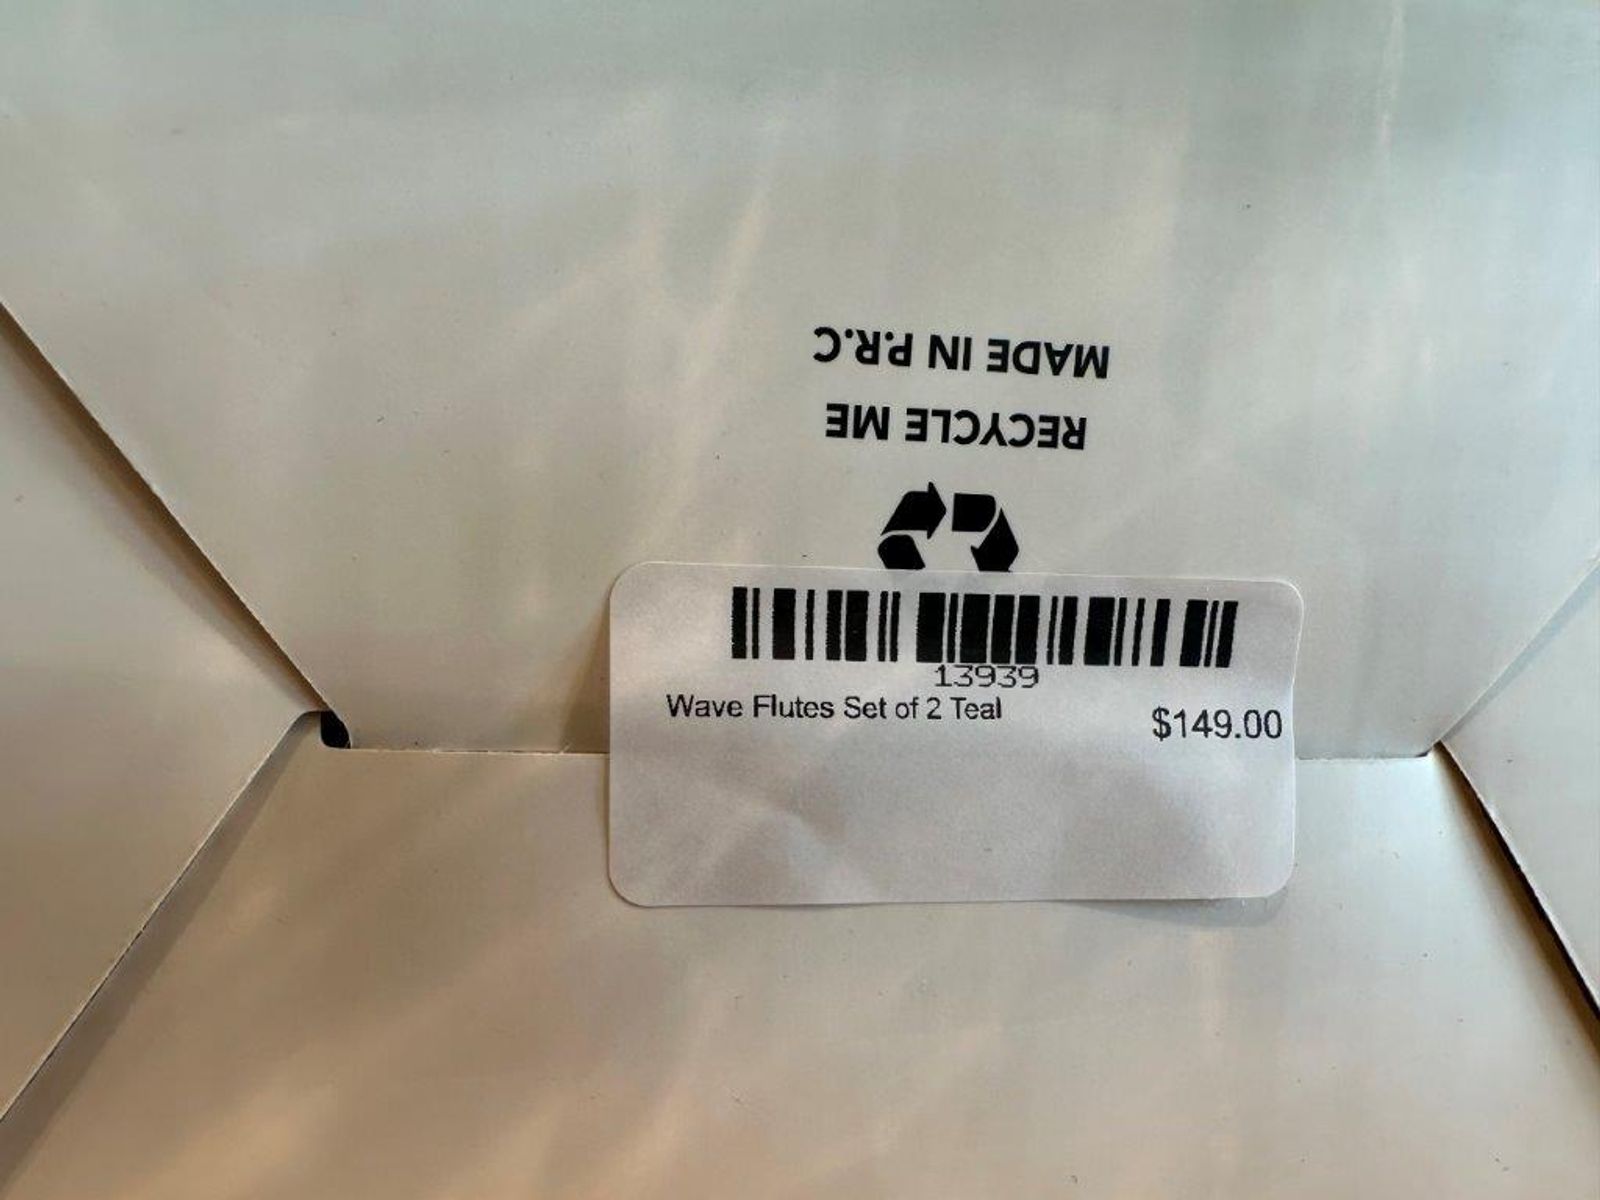 MADE IN P.R.C
RECYCLE ME
13939
Wave Flutes Set of 2 Teal
$149.00